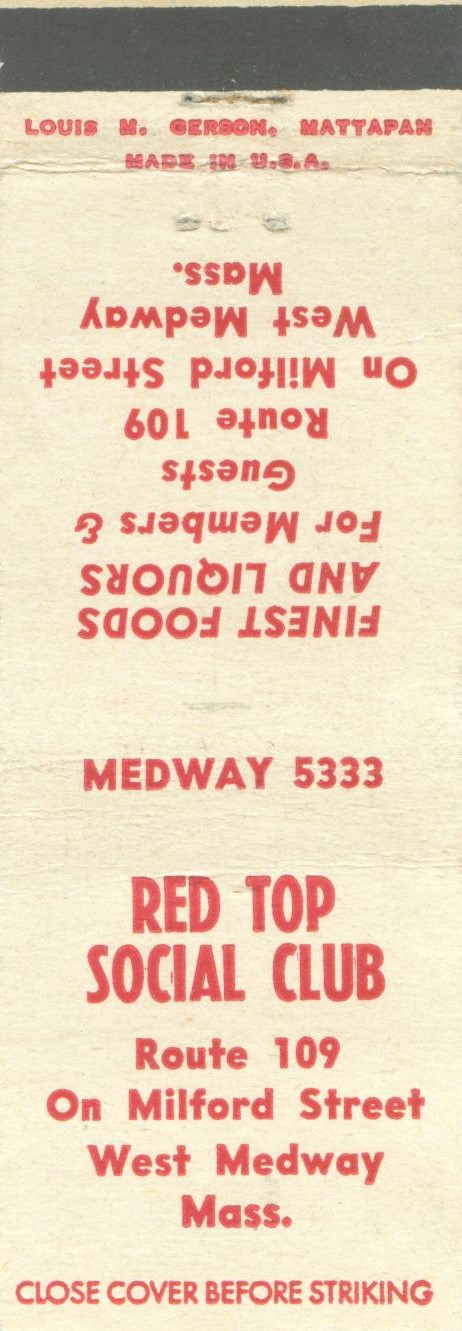 LOUIS M. GERSON, MATTAPAN
MADE IN U.S.A.
FINEST FOODS
AND LIQUORS
For Members &
Guests
Route 109
On Milford Street
West Medway
Mass.
MEDWAY 5333
RED TOP
SOCIAL CLUB
Route 109
On Milford Street
West Medway
Mass.
CLOSE COVER BEFORE STRIKING